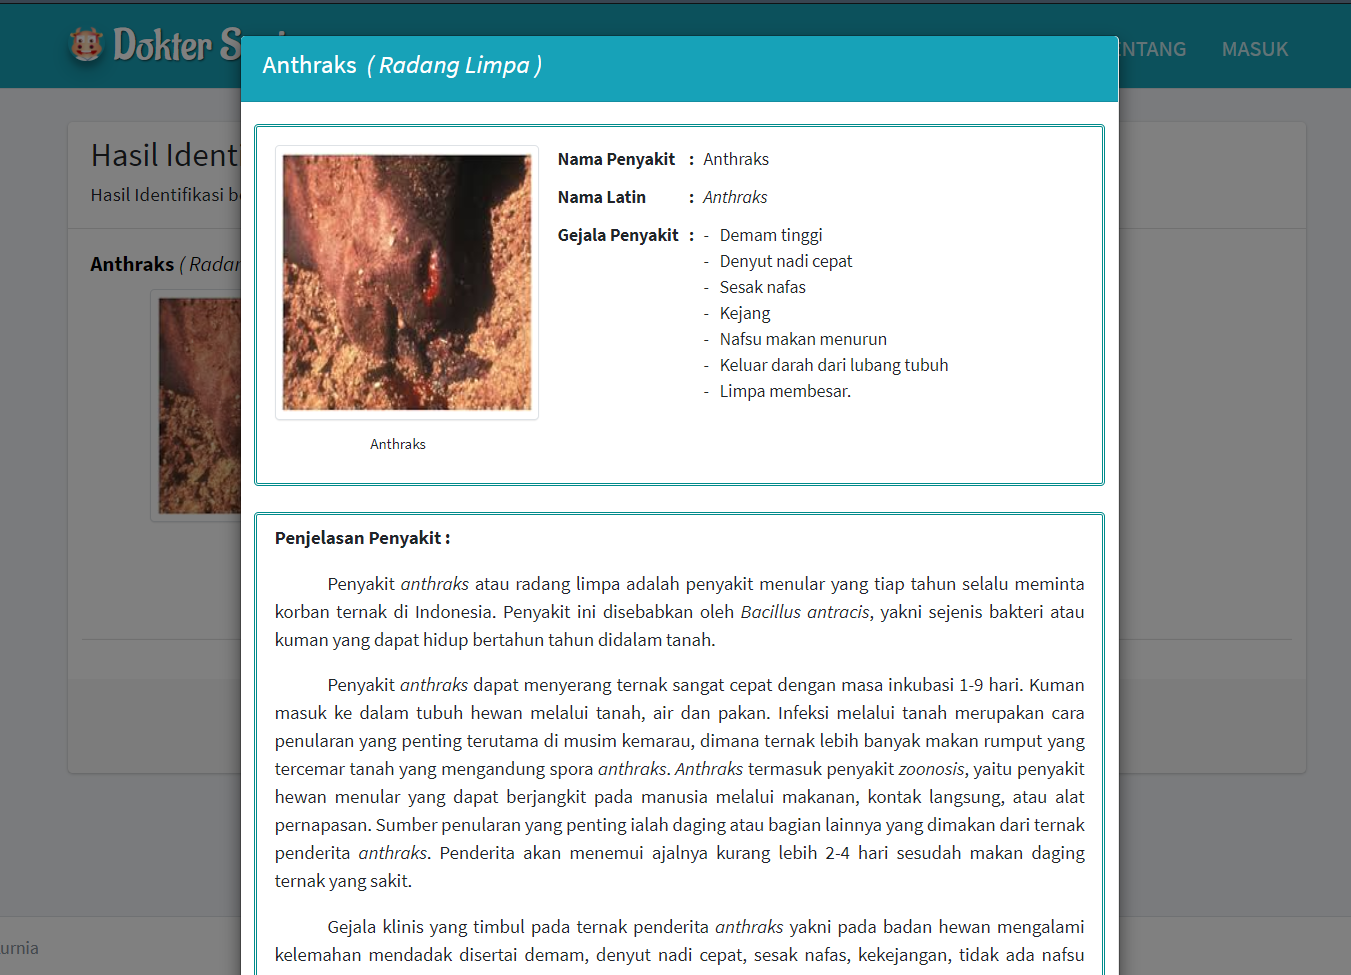 Dokter S
ENTANG MASUK
Anthraks ( Radang Limpa )
Hasil Identi
Hasil Identifikasi b
Anthraks ( Radar
Nama Penyakit : Anthraks
Nama Latin : Anthraks
Gejala Penyakit : - Demam tinggi
- Denyut nadi cepat
- Sesak nafas
- Kejang
- Nafsu makan menurun
- Keluar darah dari lubang tubuh
- Limpa membesar.
Anthraks
Penjelasan Penyakit :
Penyakit anthraks atau radang limpa adalah penyakit menular yang tiap tahun selalu meminta
korban ternak di Indonesia. Penyakit ini disebabkan oleh Bacillus antracis, yakni sejenis bakteri atau
kuman yang dapat hidup bertahun tahun didalam tanah.
Penyakit anthraks dapat menyerang ternak sangat cepat dengan masa inkubasi 1-9 hari. Kuman
masuk ke dalam tubuh hewan melalui tanah, air dan pakan. Infeksi melalui tanah merupakan cara
penularan yang penting terutama di musim kemarau, dimana ternak lebih banyak makan rumput yang
tercemar tanah yang mengandung spora anthraks. Anthraks termasuk penyakit zoonosis, yaitu penyakit
hewan menular yang dapat berjangkit pada manusia melalui makanan, kontak langsung, atau alat
pernapasan. Sumber penularan yang penting ialah daging atau bagian lainnya yang dimakan dari ternak
penderita anthraks. Penderita akan menemui ajalnya kurang lebih 2-4 hari sesudah makan daging
ternak yang sakit.
Gejala klinis yang timbul pada ternak penderita anthraks yakni pada badan hewan mengalami
kelemahan mendadak disertai demam, denyut nadi cepat, sesak nafas, kekejangan, tidak ada nafsu
urnia